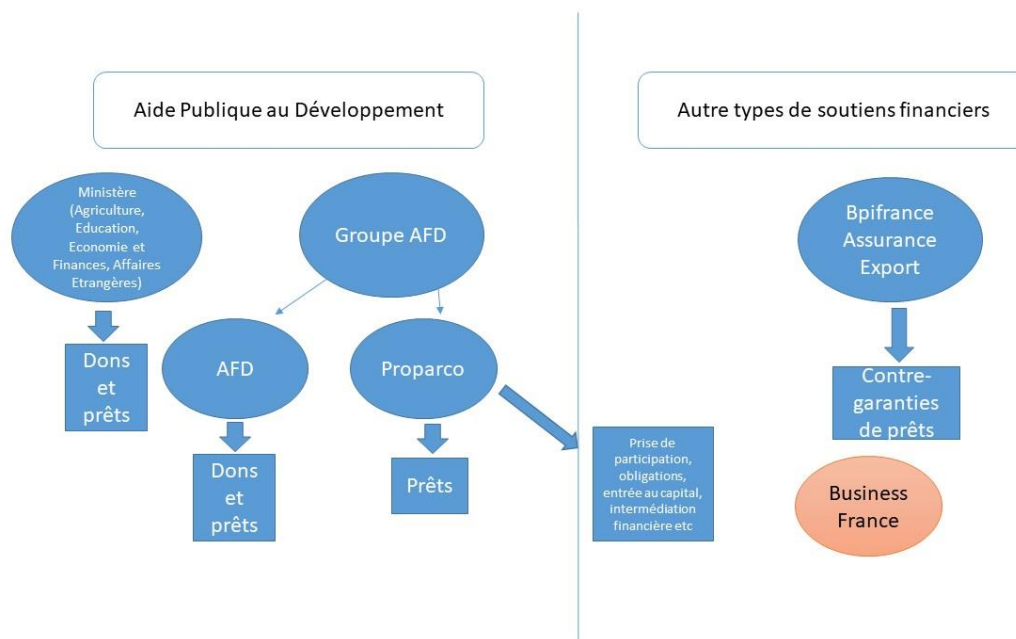 Aide Publique au Développement
Autre types de soutiens financiers
Ministère
(Agriculture,
Education,
Economie et
Finances, Affaires
Etrangères)
Groupe AFD
Bpifrance
Assurance
Export
Dons
et
prêts
AFD
Proparco
Contre-
garanties
de prêts
Dons
et
prêts
Prêts
Prise de
participation,
obligations,
entrée au capital,
intermédiation
financière etc
Business
France